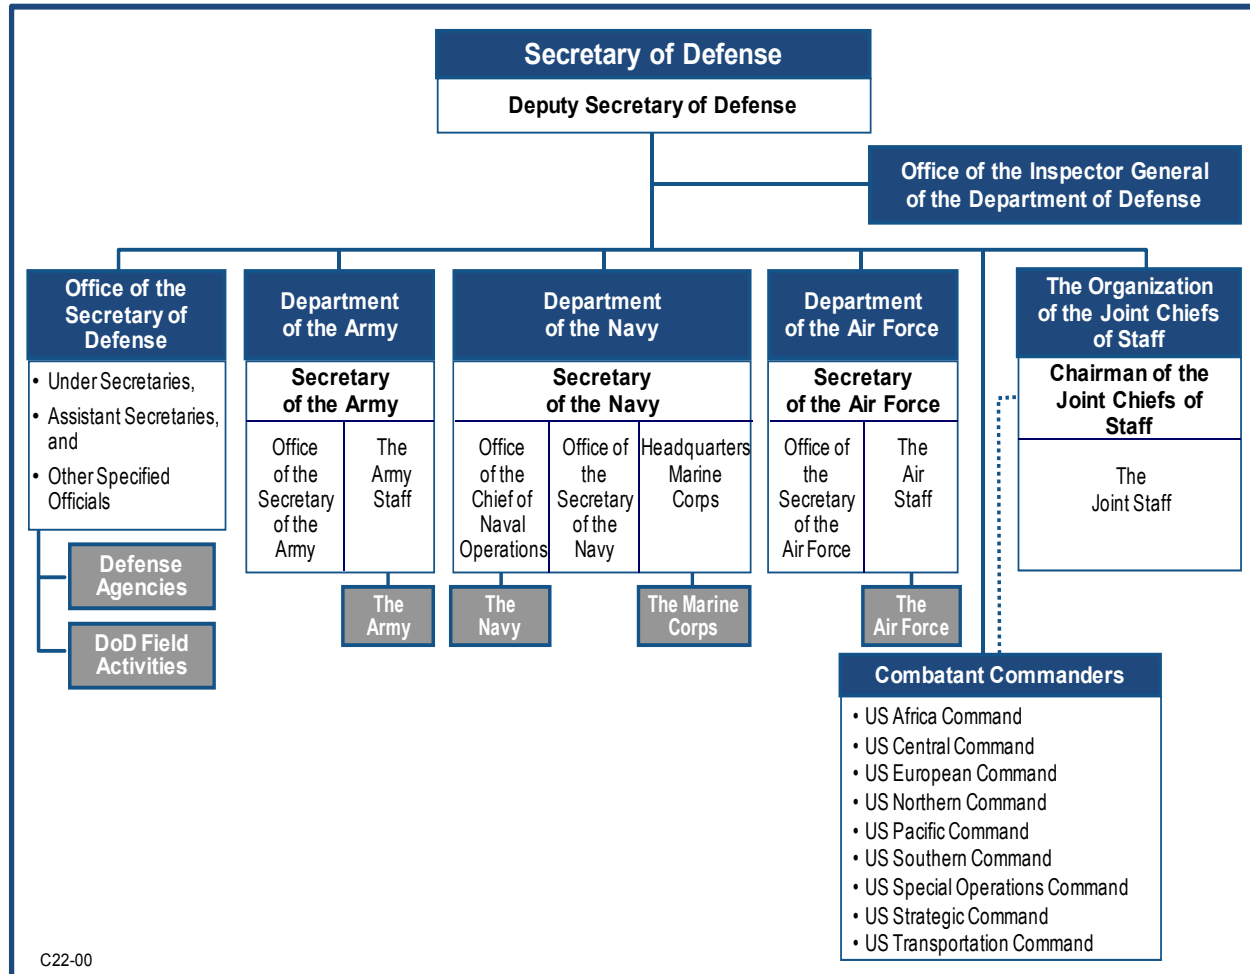 Secretary of Defense
Deputy Secretary of Defense
Office of the Inspector General
of the Department of Defense
Office of the
Secretary of
Defense
• Under Secretaries,
• Assistant Secretaries,
and
• Other Specified
Officials
Defense
Agencies
DoD Field
Activities
Department
of the Army
Secretary
of the Army
Office
of the
Secretary
of the
Army
The
Army
Staff
The
Army
Department
of the Navy
Secretary
of the Navy
Office
of the
Chief of
Naval
Operations
Office of
the
Secretary
of the
Navy
Headquarters
Marine
Corps
The
Navy
The Marine
Corps
Department
of the Air Force
Secretary
of the Air Force
Office of
the
Secretary
of the
Air Force
The
Air
Staff
The
Air Force
The Organization
of the Joint Chiefs
of Staff
Chairman of the
Joint Chiefs of
Staff
The
Joint Staff
Combatant Commanders
• US Africa Command
• US Central Command
• US European Command
• US Northern Command
• US Pacific Command
• US Southern Command
• US Special Operations Command
• US Strategic Command
• US Transportation Command
C22-00